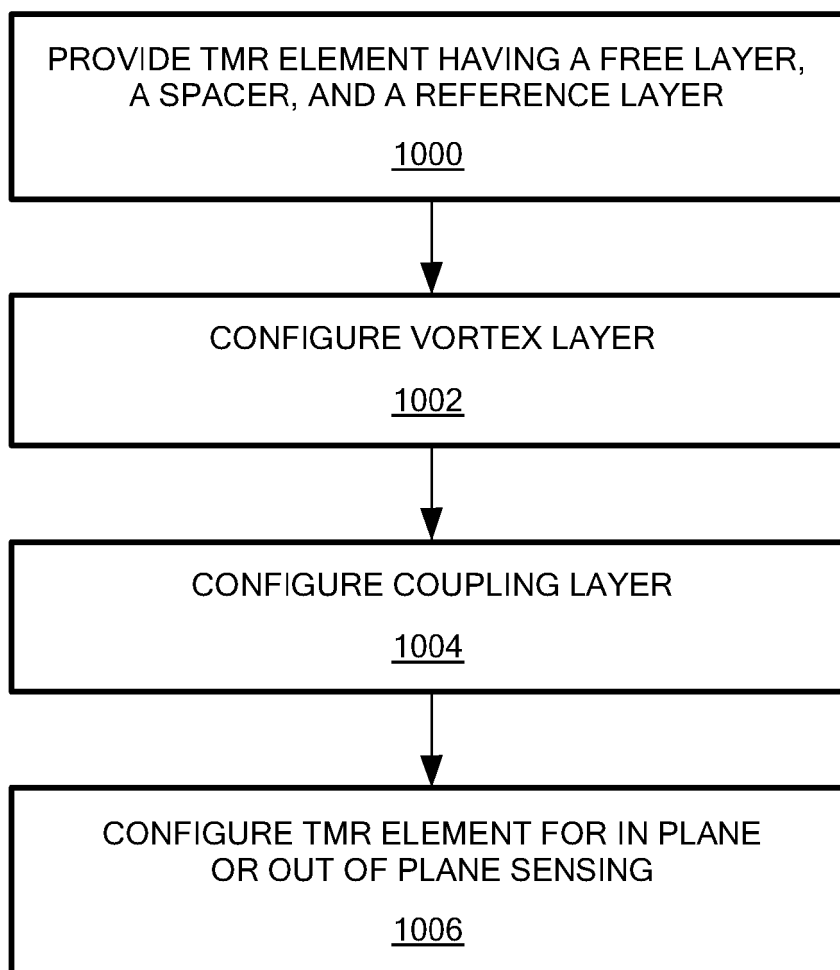 PROVIDE TMR ELEMENT HAVING A FREE LAYER,
A SPACER, AND A REFERENCE LAYER
1000
CONFIGURE VORTEX LAYER
1002
CONFIGURE COUPLING LAYER
1004
CONFIGURE TMR ELEMENT FOR IN PLANE
OR OUT OF PLANE SENSING
1006